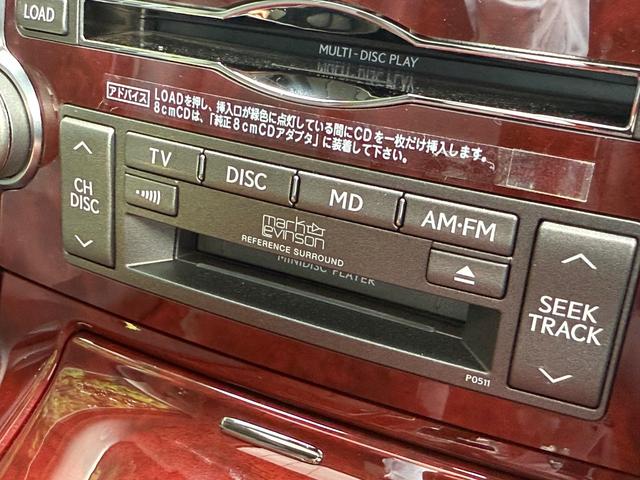 LOAD
MULTI-DISC PLAY
アドバイス LOADを押し、挿入口が緑色に点灯している間にCDを一枚だけ挿入します。
8cmCDは、「純正8cmCDアダプタ」に装着して下さい。
TV
DISC
MD
AM·FM
CH
DISC
mark
levinson
REFERENCE SURROUND
MINIDISC PLAYER
SEEK
TRACK
P0511